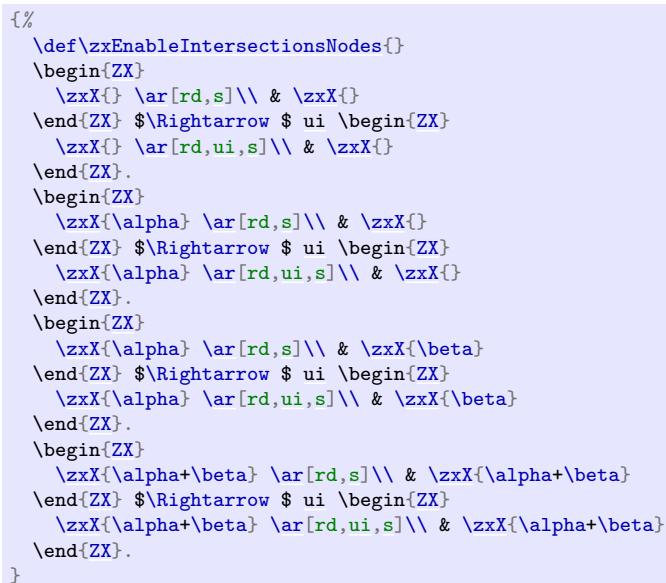 {%
  \def\zxEnableIntersectionsNodes{}
  \begin{ZX}
    \zxX{} \ar[rd,s]\\ & \zxX{}
  \end{ZX} $\Rightarrow $ ui \begin{ZX}
    \zxX{} \ar[rd,ui,s]\\ & \zxX{}
  \end{ZX}.
  \begin{ZX}
    \zxX{\alpha} \ar[rd,s]\\ & \zxX{}
  \end{ZX} $\Rightarrow $ ui \begin{ZX}
    \zxX{\alpha} \ar[rd,ui,s]\\ & \zxX{}
  \end{ZX}.
  \begin{ZX}
    \zxX{\alpha} \ar[rd,s]\\ & \zxX{\beta}
  \end{ZX} $\Rightarrow $ ui \begin{ZX}
    \zxX{\alpha} \ar[rd,ui,s]\\ & \zxX{\beta}
  \end{ZX}.
  \begin{ZX}
    \zxX{\alpha+\beta} \ar[rd,s]\\ & \zxX{\alpha+\beta}
  \end{ZX} $\Rightarrow $ ui \begin{ZX}
    \zxX{\alpha+\beta} \ar[rd,ui,s]\\ & \zxX{\alpha+\beta}
  \end{ZX}.
}